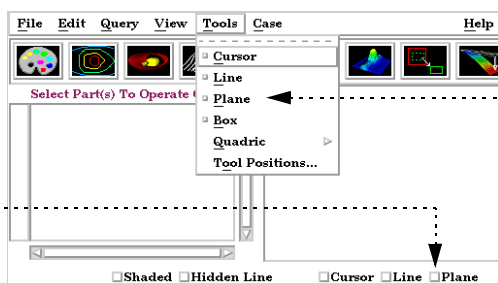 File Edit Query View Tools Case Help
Cursor
Line
Select Part(s) To Operate
Plane
Box
Quadric
Tool Positions...
Shaded Hidden Line Cursor Line Plane